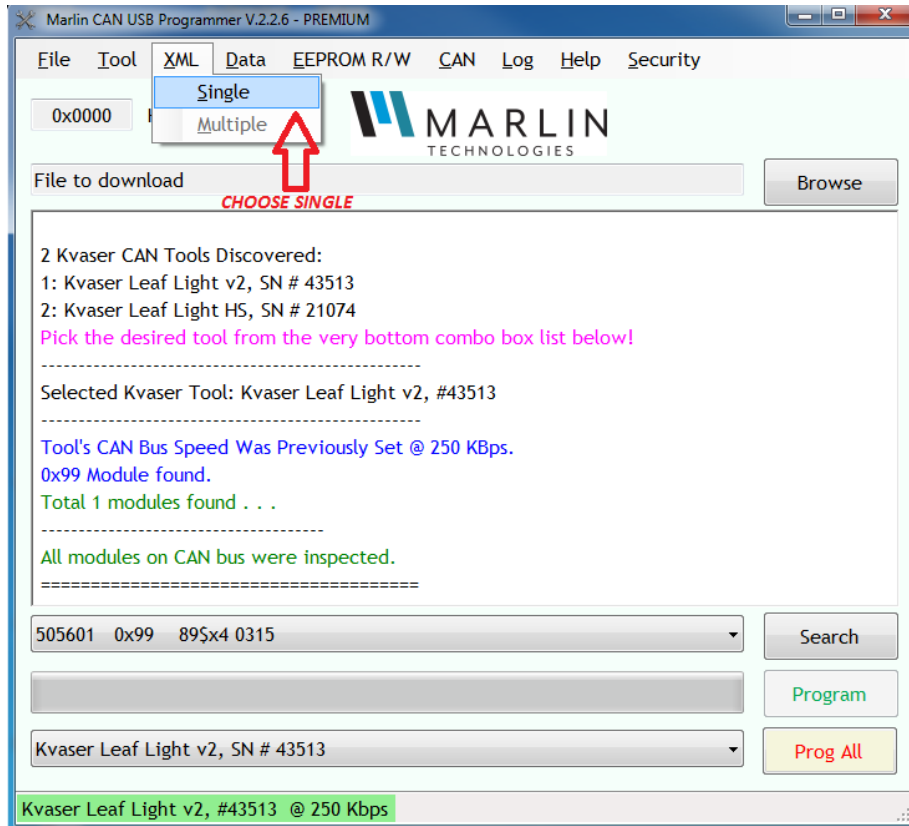 Marlin CAN USB Programmer V.2.2.6 - PREMIUM
File Tool XML Data EEPROM R/W CAN Log Help Security
Single
Multiple
0x0000
MARLIN
TECHNOLOGIES
File to download
Browse
CHOOSE SINGLE
2 Kvaser CAN Tools Discovered:
1: Kvaser Leaf Light v2, SN # 43513
2: Kvaser Leaf Light HS, SN # 21074
Pick the desired tool from the very bottom combo box list below!
-----------------------------------------------------
Selected Kvaser Tool: Kvaser Leaf Light v2, #43513
-----------------------------------------------------
Tool's CAN Bus Speed Was Previously Set @ 250 KBps.
0x99 Module found.
Total 1 modules found . . .
-----------------------------------
All modules on CAN bus were inspected.
======================================
505601 0x99 89$x4 0315
Search
Program
Kvaser Leaf Light v2, SN # 43513
Prog All
Kvaser Leaf Light v2, #43513 @ 250 Kbps